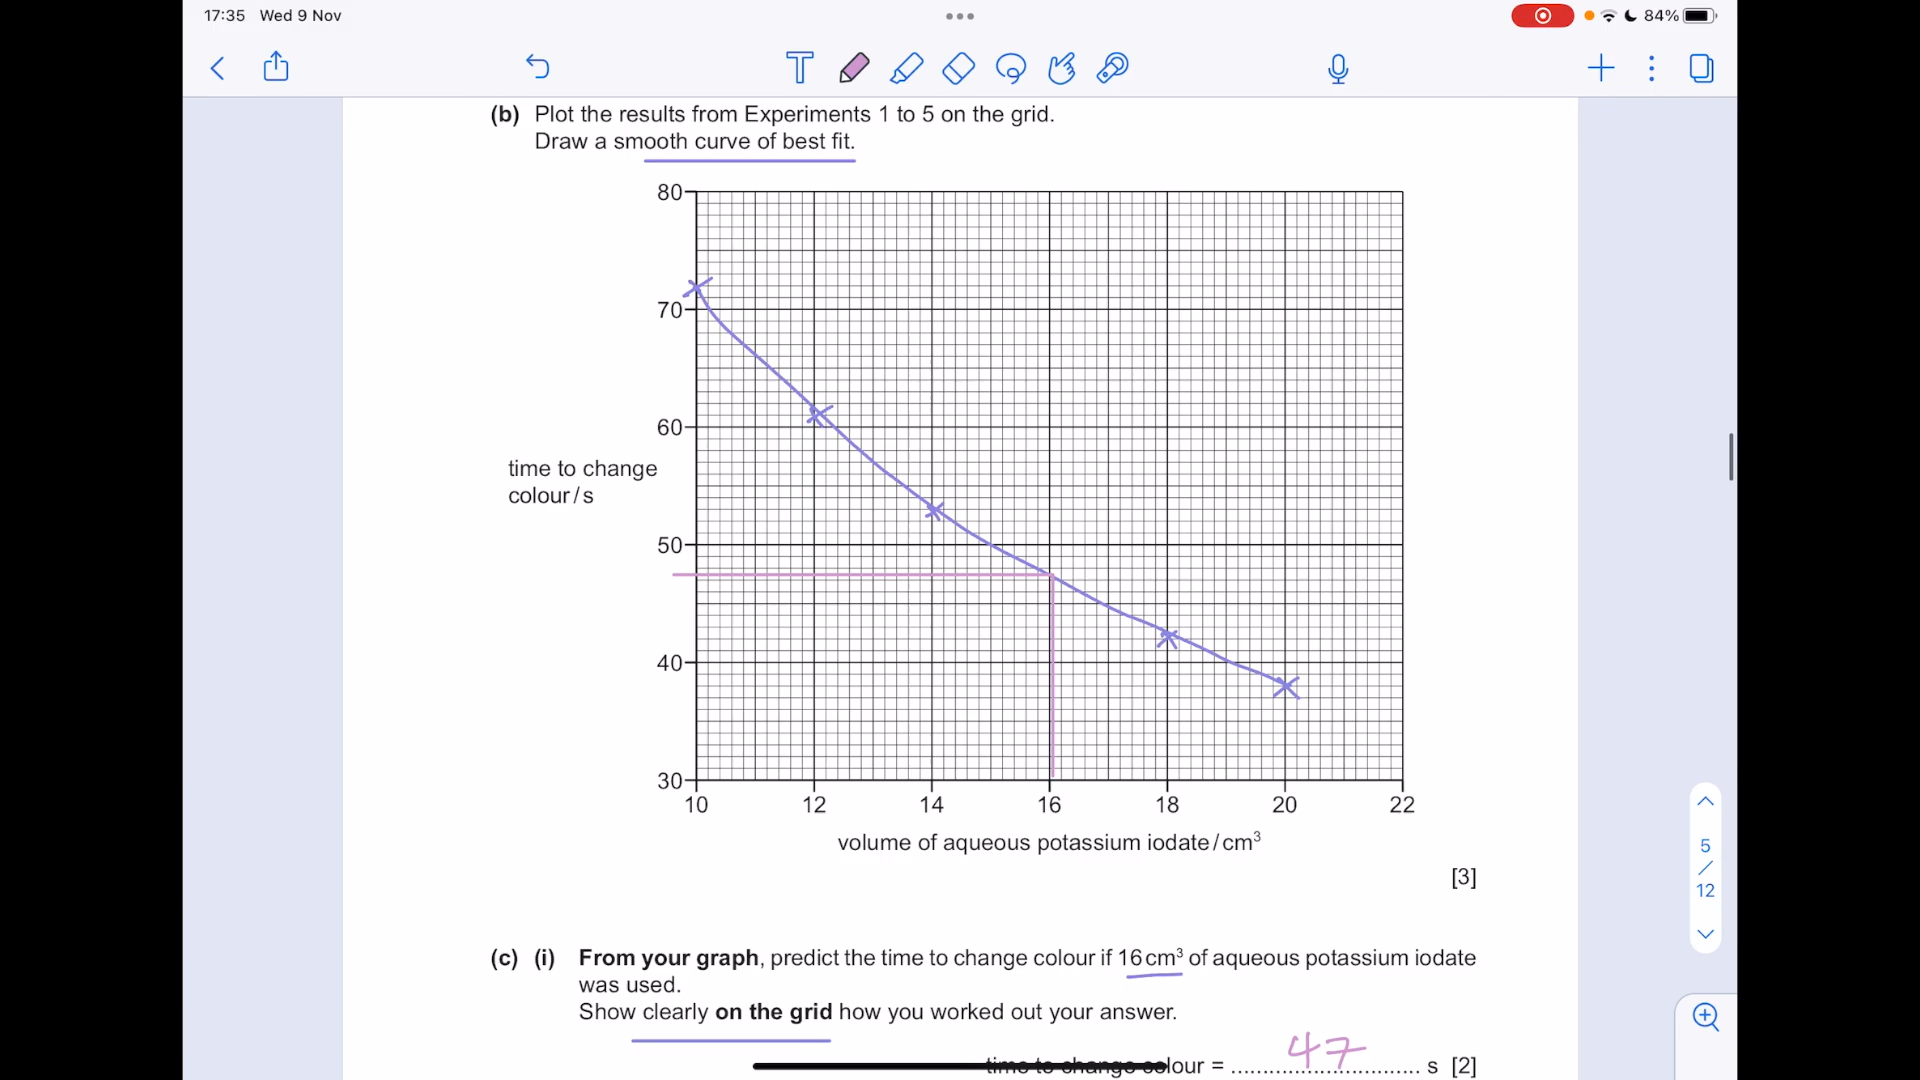 17:35 Wed 9 Nov
84%
T
(b) Plot the results from Experiments 1 to 5 on the grid.
Draw a smooth curve of best fit.
80
70
60
time to change
colour/s
50
40
30
10 12 14 16 18 20 22
volume of aqueous potassium iodate/cm³
[3]
5
/
12
(c) (i) From your graph, predict the time to change colour if 16 cm³ of aqueous potassium iodate
was used.
Show clearly on the grid how you worked out your answer.
time to change colour = .......... 47 .......... s [2]